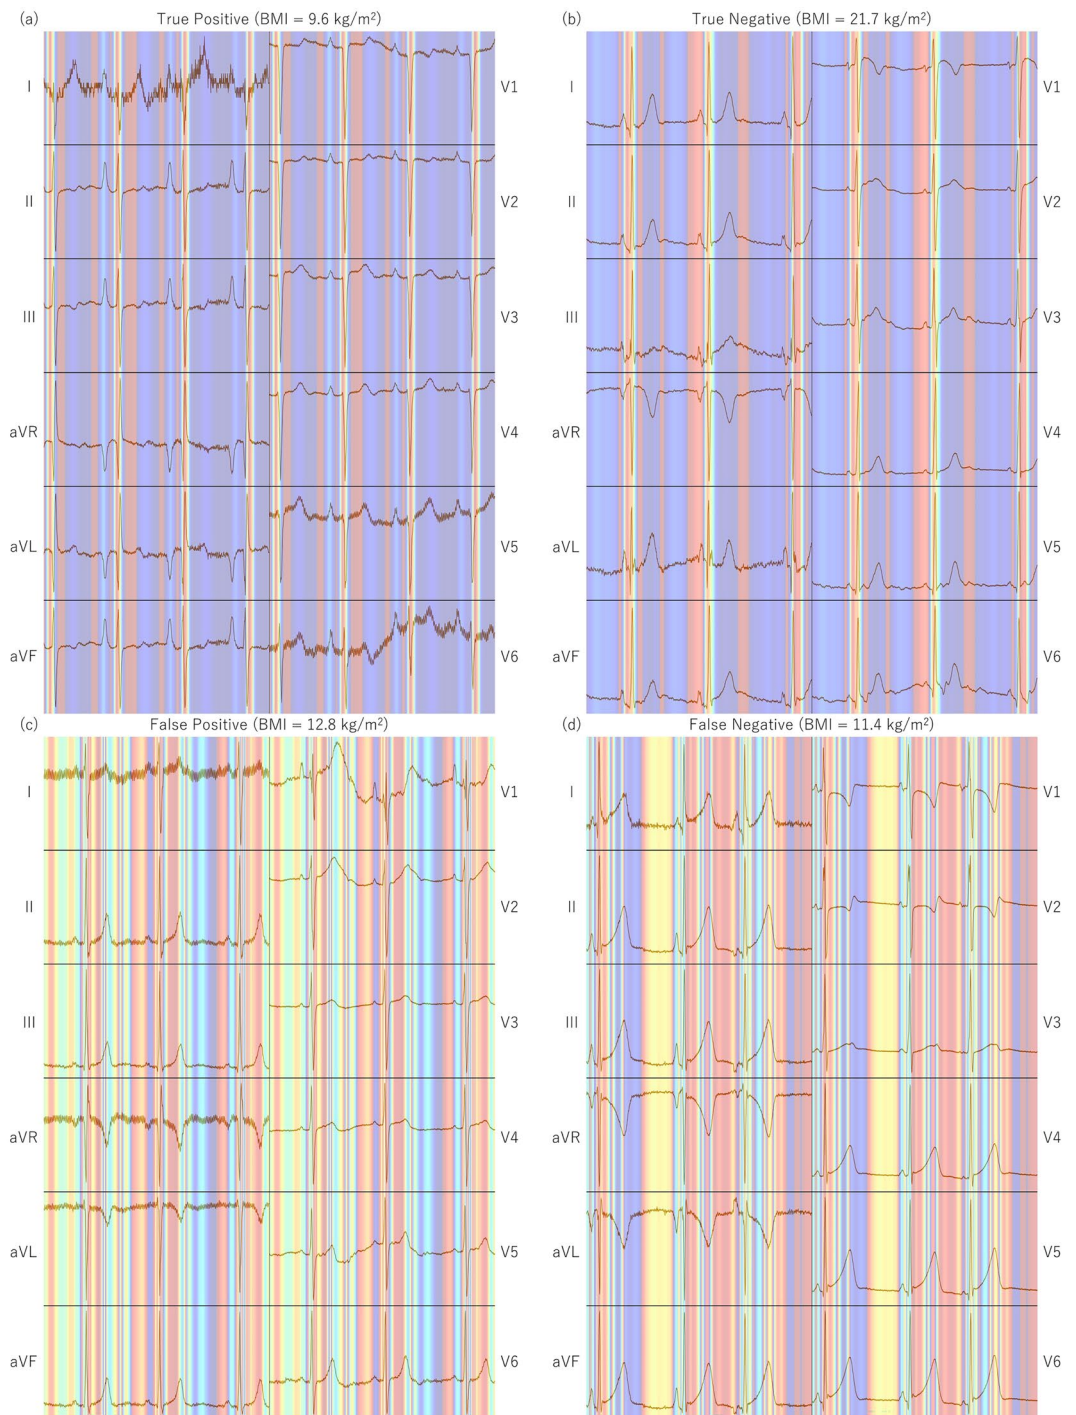 (a) True Positive (BMI = 9.6 kg/m²)
I V1
II V2
III V3
aVR V4
aVL V5
aVF V6
(b) True Negative (BMI = 21.7 kg/m²)
I V1
II V2
III V3
aVR V4
aVL V5
aVF V6
(c) False Positive (BMI = 12.8 kg/m²)
I V1
II V2
III V3
aVR V4
aVL V5
aVF V6
(d) False Negative (BMI = 11.4 kg/m²)
I V1
II V2
III V3
aVR V4
aVL V5
aVF V6